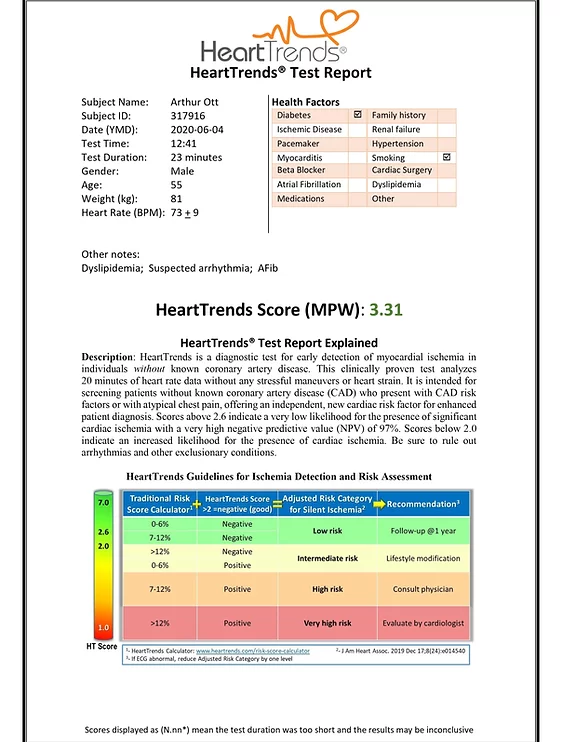 HeartTrends®
HeartTrends® Test Report
Subject Name: Arthur Ott
Subject ID: 317916
Date (YMD): 2020-06-04
Test Time: 12:41
Test Duration: 23 minutes
Gender: Male
Age: 55
Weight (kg): 81
Heart Rate (BPM): 73 ± 9
Health Factors
Diabetes ☑ Family history
Ischemic Disease Renal failure
Pacemaker Hypertension
Myocarditis Smoking ☑
Beta Blocker Cardiac Surgery
Atrial Fibrillation Dyslipidemia
Medications Other
Other notes:
Dyslipidemia; Suspected arrhythmia; AFib
HeartTrends Score (MPW): 3.31
HeartTrends® Test Report Explained
Description: HeartTrends is a diagnostic test for early detection of myocardial ischemia in
individuals without known coronary artery disease. This clinically proven test analyzes
20 minutes of heart rate data without any stressful maneuvers or heart strain. It is intended for
screening patients without known coronary artery disease (CAD) who present with CAD risk
factors or with atypical chest pain, offering an independent, new cardiac risk factor for enhanced
patient diagnosis. Scores above 2.6 indicate a very low likelihood for the presence of significant
cardiac ischemia with a very high negative predictive value (NPV) of 97%. Scores below 2.0
indicate an increased likelihood for the presence of cardiac ischemia. Be sure to rule out
arrhythmias and other exclusionary conditions.
HeartTrends Guidelines for Ischemia Detection and Risk Assessment
7.0
2.6
2.0
1.0
HT Score
Traditional Risk Score Calculator¹ + HeartTrends Score >2 =negative (good) = Adjusted Risk Category for Silent Ischemia² Recommendation³
0-6% Negative
7-12% Negative
Low risk Follow-up @1 year
>12% Negative
0-6% Positive
Intermediate risk Lifestyle modification
7-12% Positive High risk Consult physician
>12% Positive Very high risk Evaluate by cardiologist
¹- HeartTrends Calculator: www.heartrends.com/risk-score-calculator ²- J Am Heart Assoc. 2019 Dec 17;8(24):e014540
³- If ECG abnormal, reduce Adjusted Risk Category by one level
Scores displayed as (N.nn*) mean the test duration was too short and the results may be inconclusive